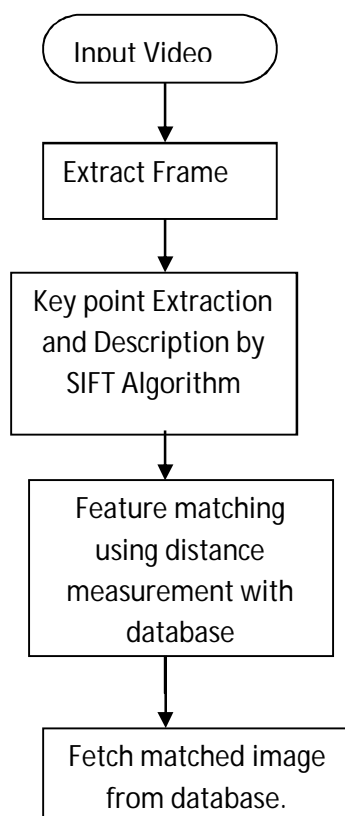 Input Video
Extract Frame
Key point Extraction
and Description by
SIFT Algorithm
Feature matching
using distance
measurement with
database
Fetch matched image
from database.